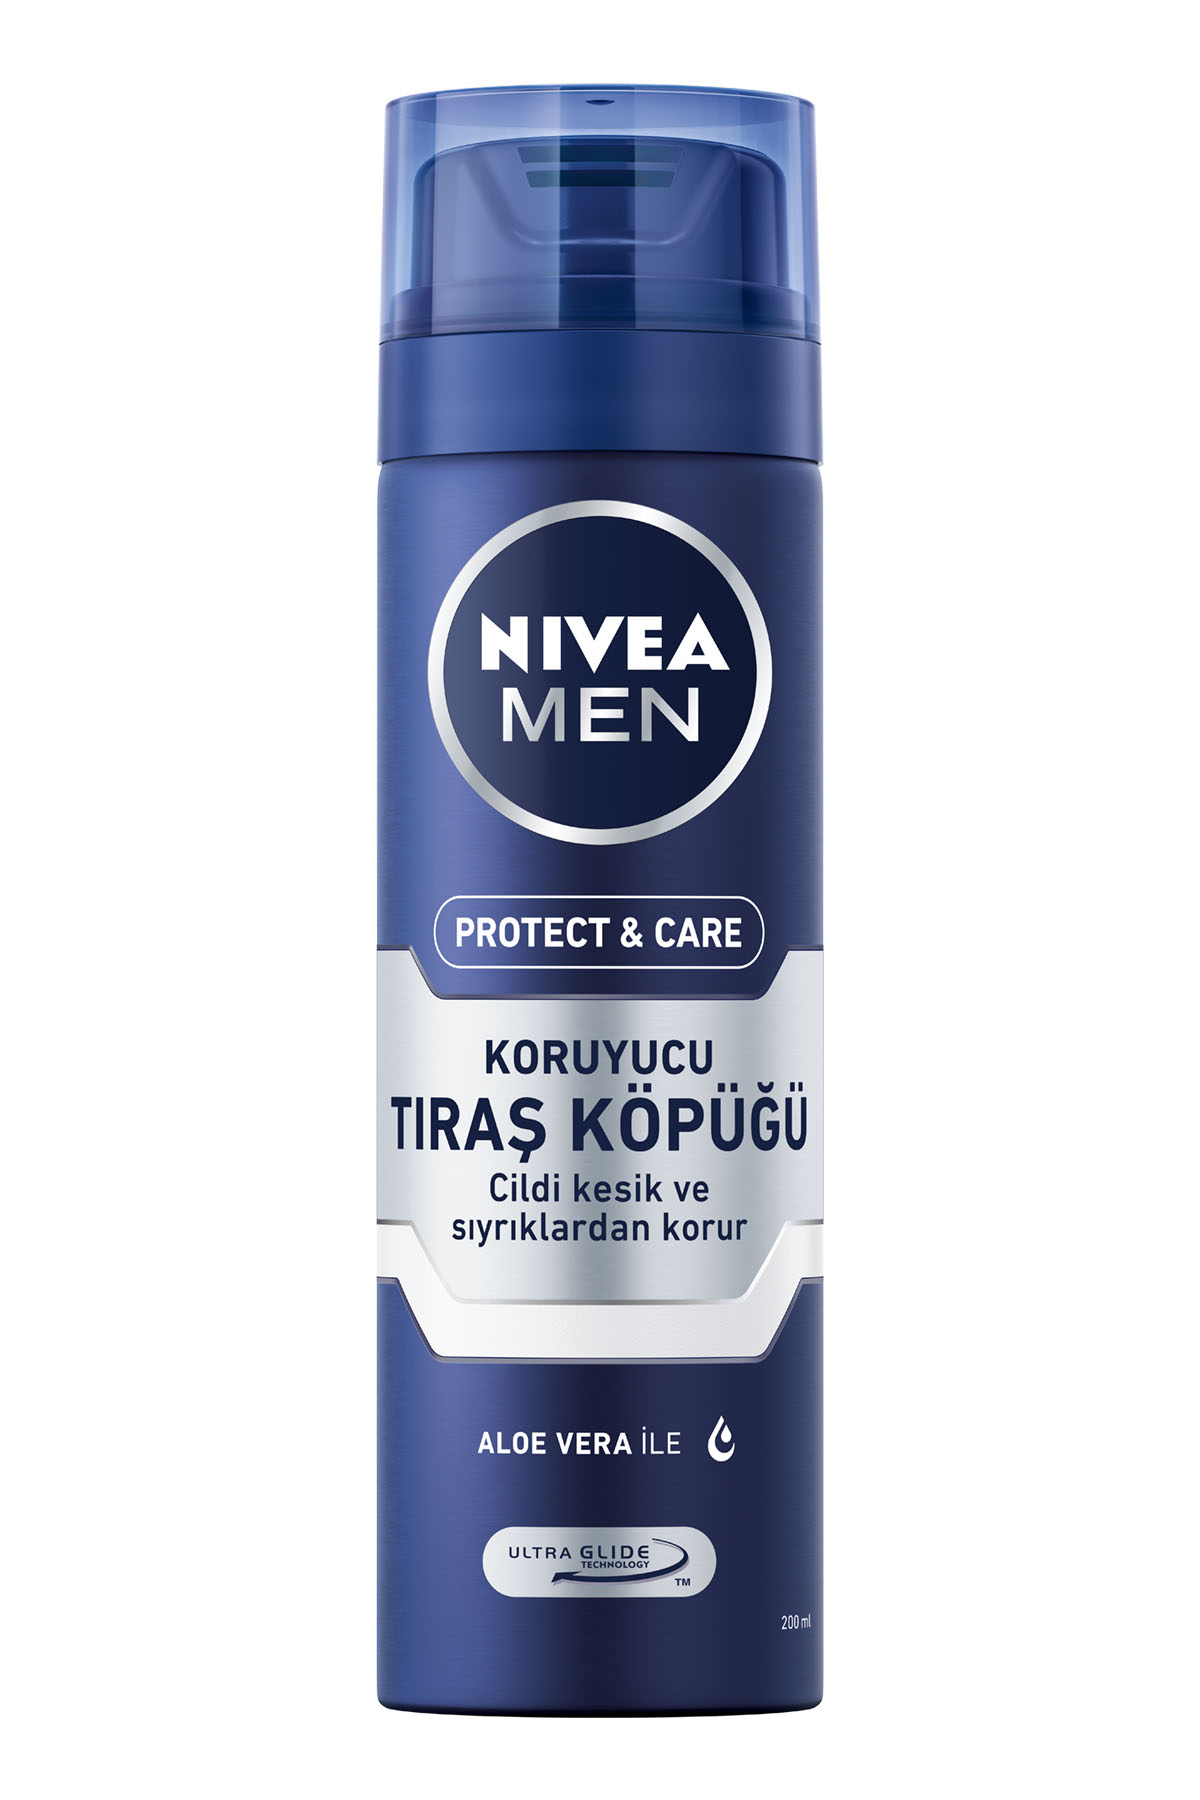 NIVEA
MEN
PROTECT & CARE
KORUYUCU
TIRAŞ KÖPÜĞÜ
Cildi kesik ve
sıyrıklardan korur
ALOE VERA İLE
ULTRA GLIDE
TECHNOLOGY
TM
200 ml